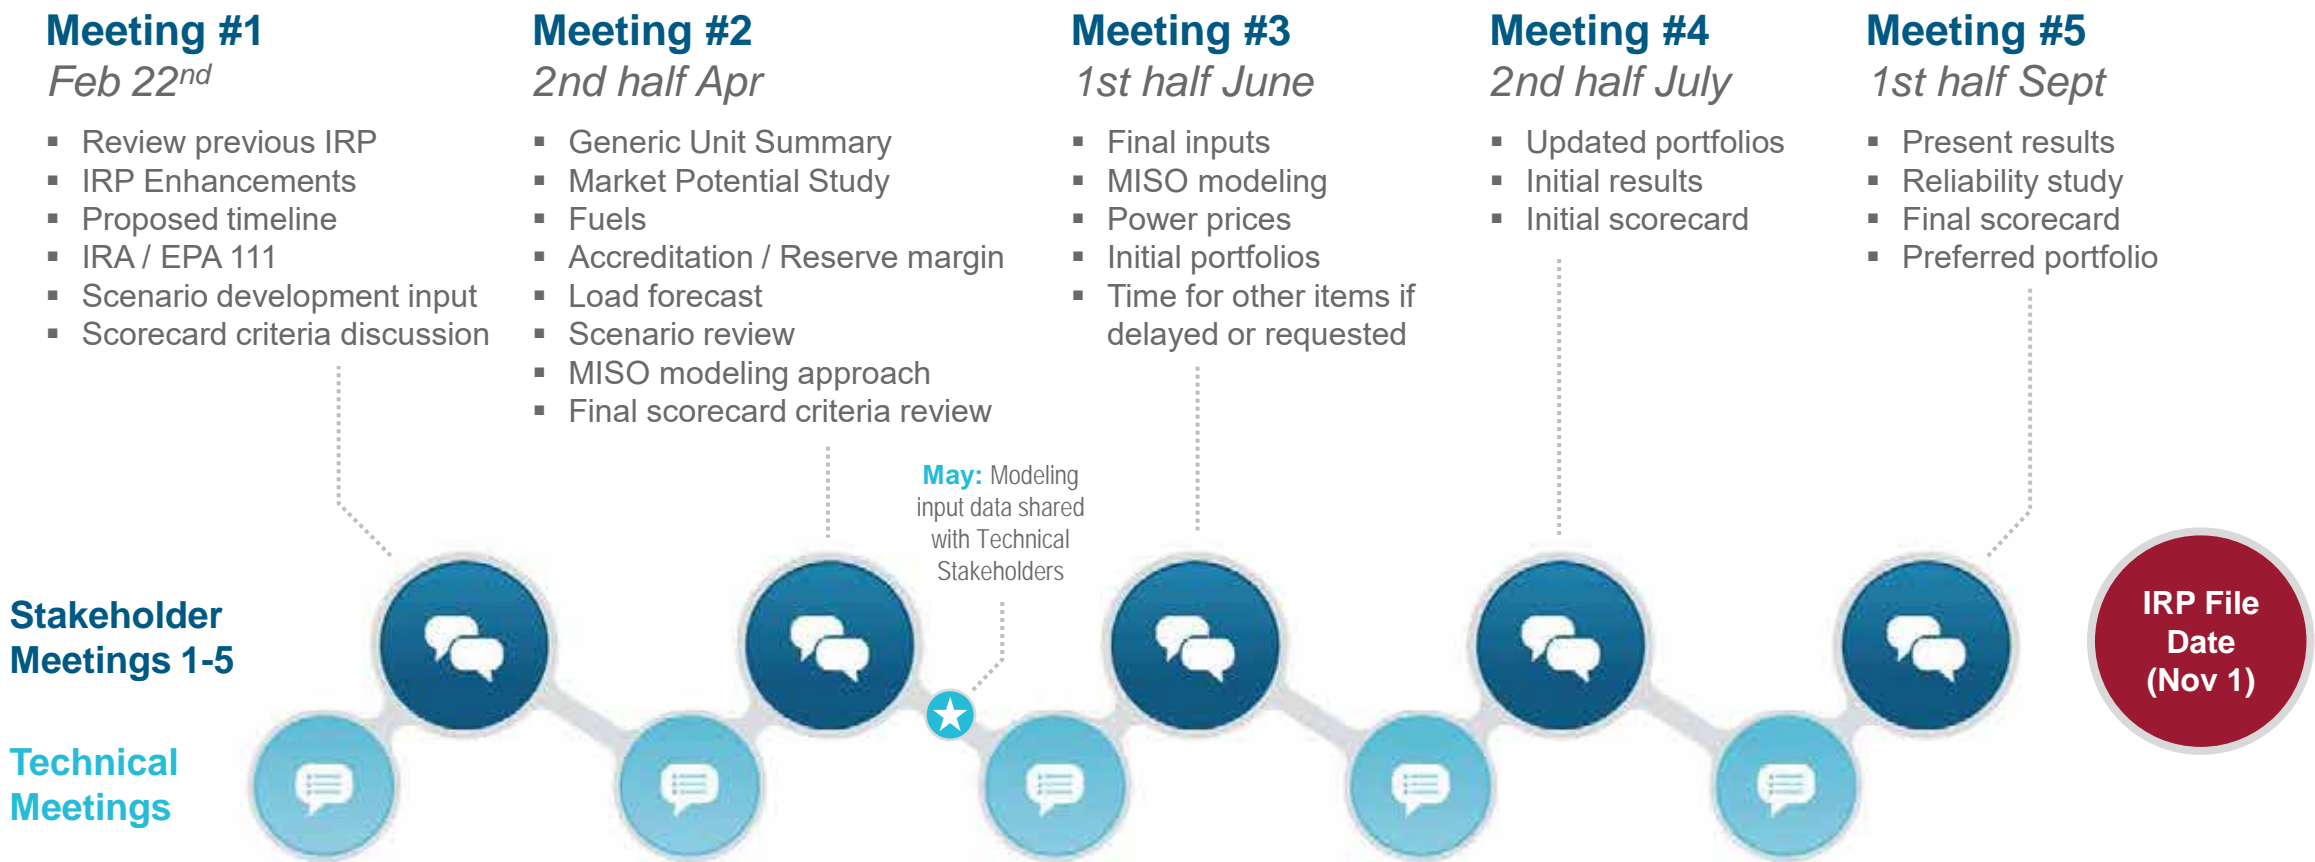 Meeting #1
Feb 22nd
▪ Review previous IRP
▪ IRP Enhancements
▪ Proposed timeline
▪ IRA / EPA 111
▪ Scenario development input
▪ Scorecard criteria discussion
Meeting #2
2nd half Apr
▪ Generic Unit Summary
▪ Market Potential Study
▪ Fuels
▪ Accreditation / Reserve margin
▪ Load forecast
▪ Scenario review
▪ MISO modeling approach
▪ Final scorecard criteria review
Meeting #3
1st half June
▪ Final inputs
▪ MISO modeling
▪ Power prices
▪ Initial portfolios
▪ Time for other items if
delayed or requested
Meeting #4
2nd half July
▪ Updated portfolios
▪ Initial results
▪ Initial scorecard
Meeting #5
1st half Sept
▪ Present results
▪ Reliability study
▪ Final scorecard
▪ Preferred portfolio
May: Modeling
input data shared
with Technical
Stakeholders
Stakeholder
Meetings 1-5
IRP File
Date
(Nov 1)
Technical
Meetings